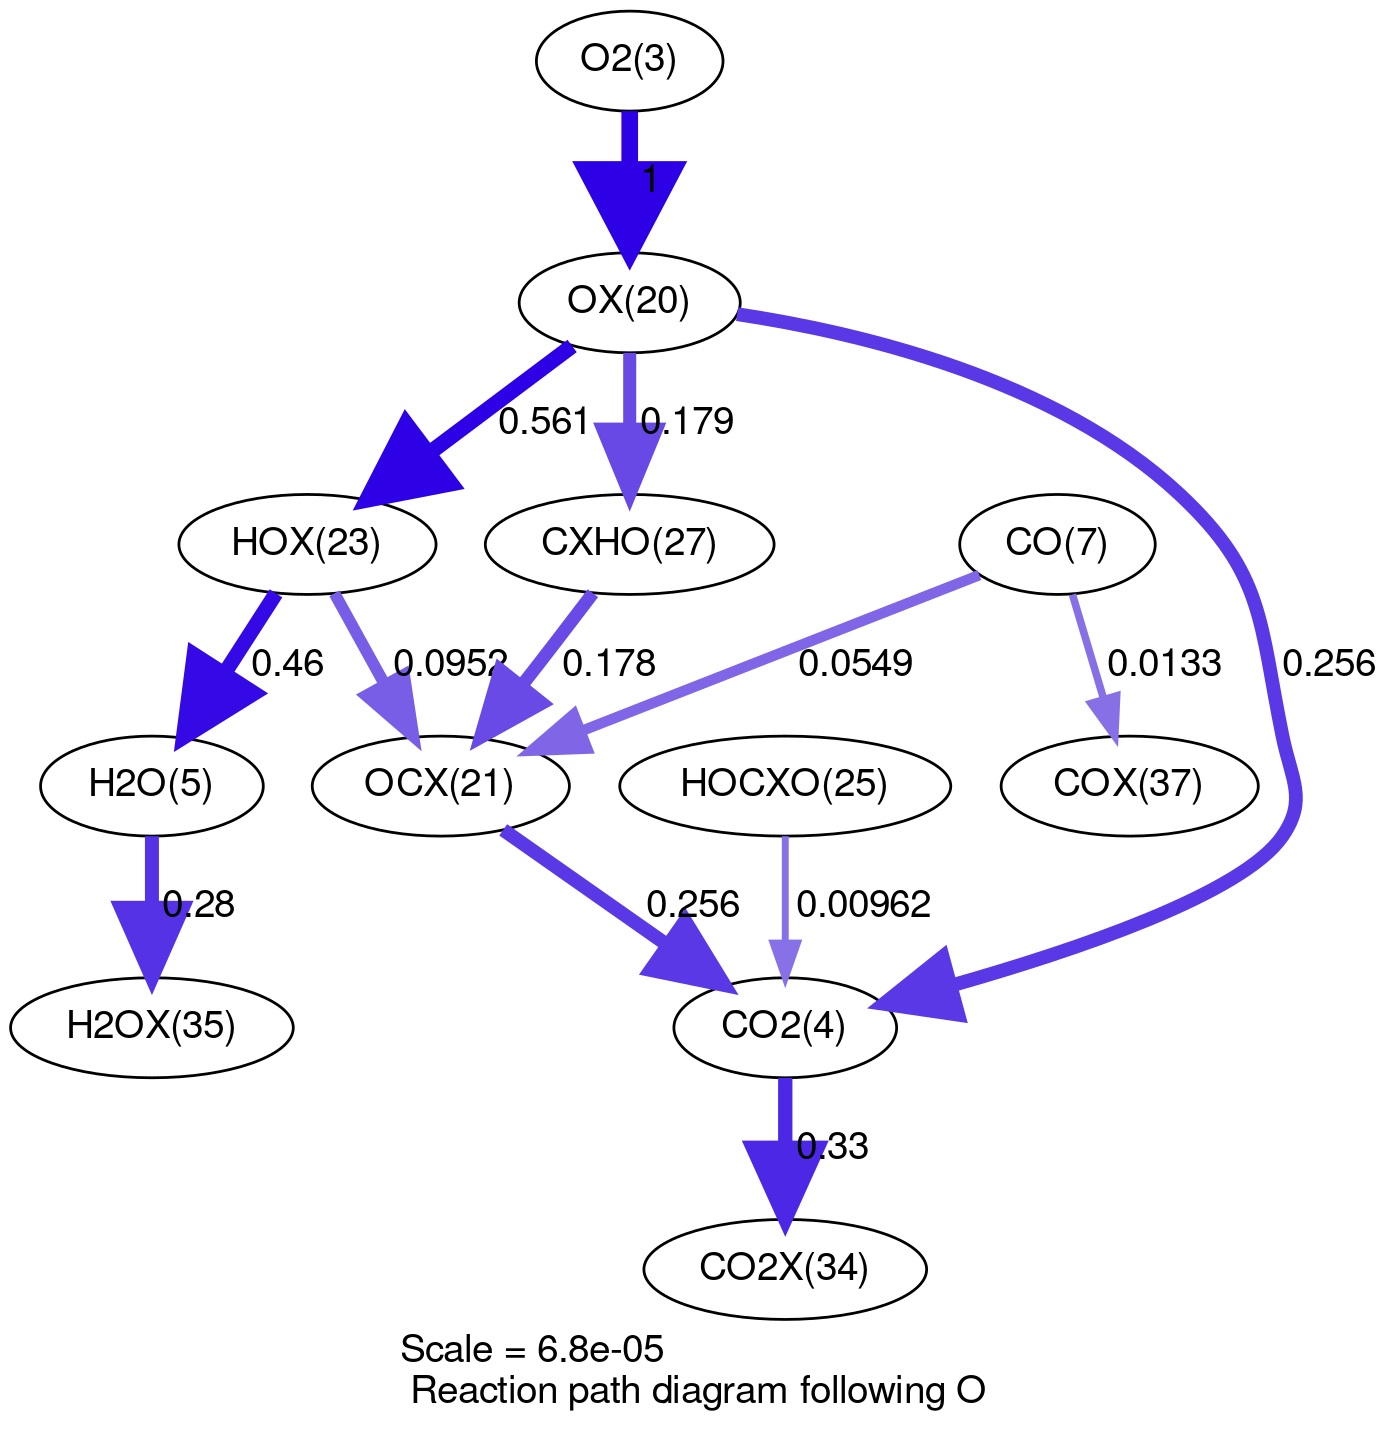 O2(3)
1
OX(20)
0.561
0.179
HOX(23)
CXHO(27)
CO(7)
0.46
0.0952
0.178
0.0549
0.0133
0.256
H2O(5)
OCX(21)
HOCXO(25)
COX(37)
0.28
0.256
0.00962
H2OX(35)
CO2(4)
0.33
CO2X(34)
Scale = 6.8e-05
Reaction path diagram following O